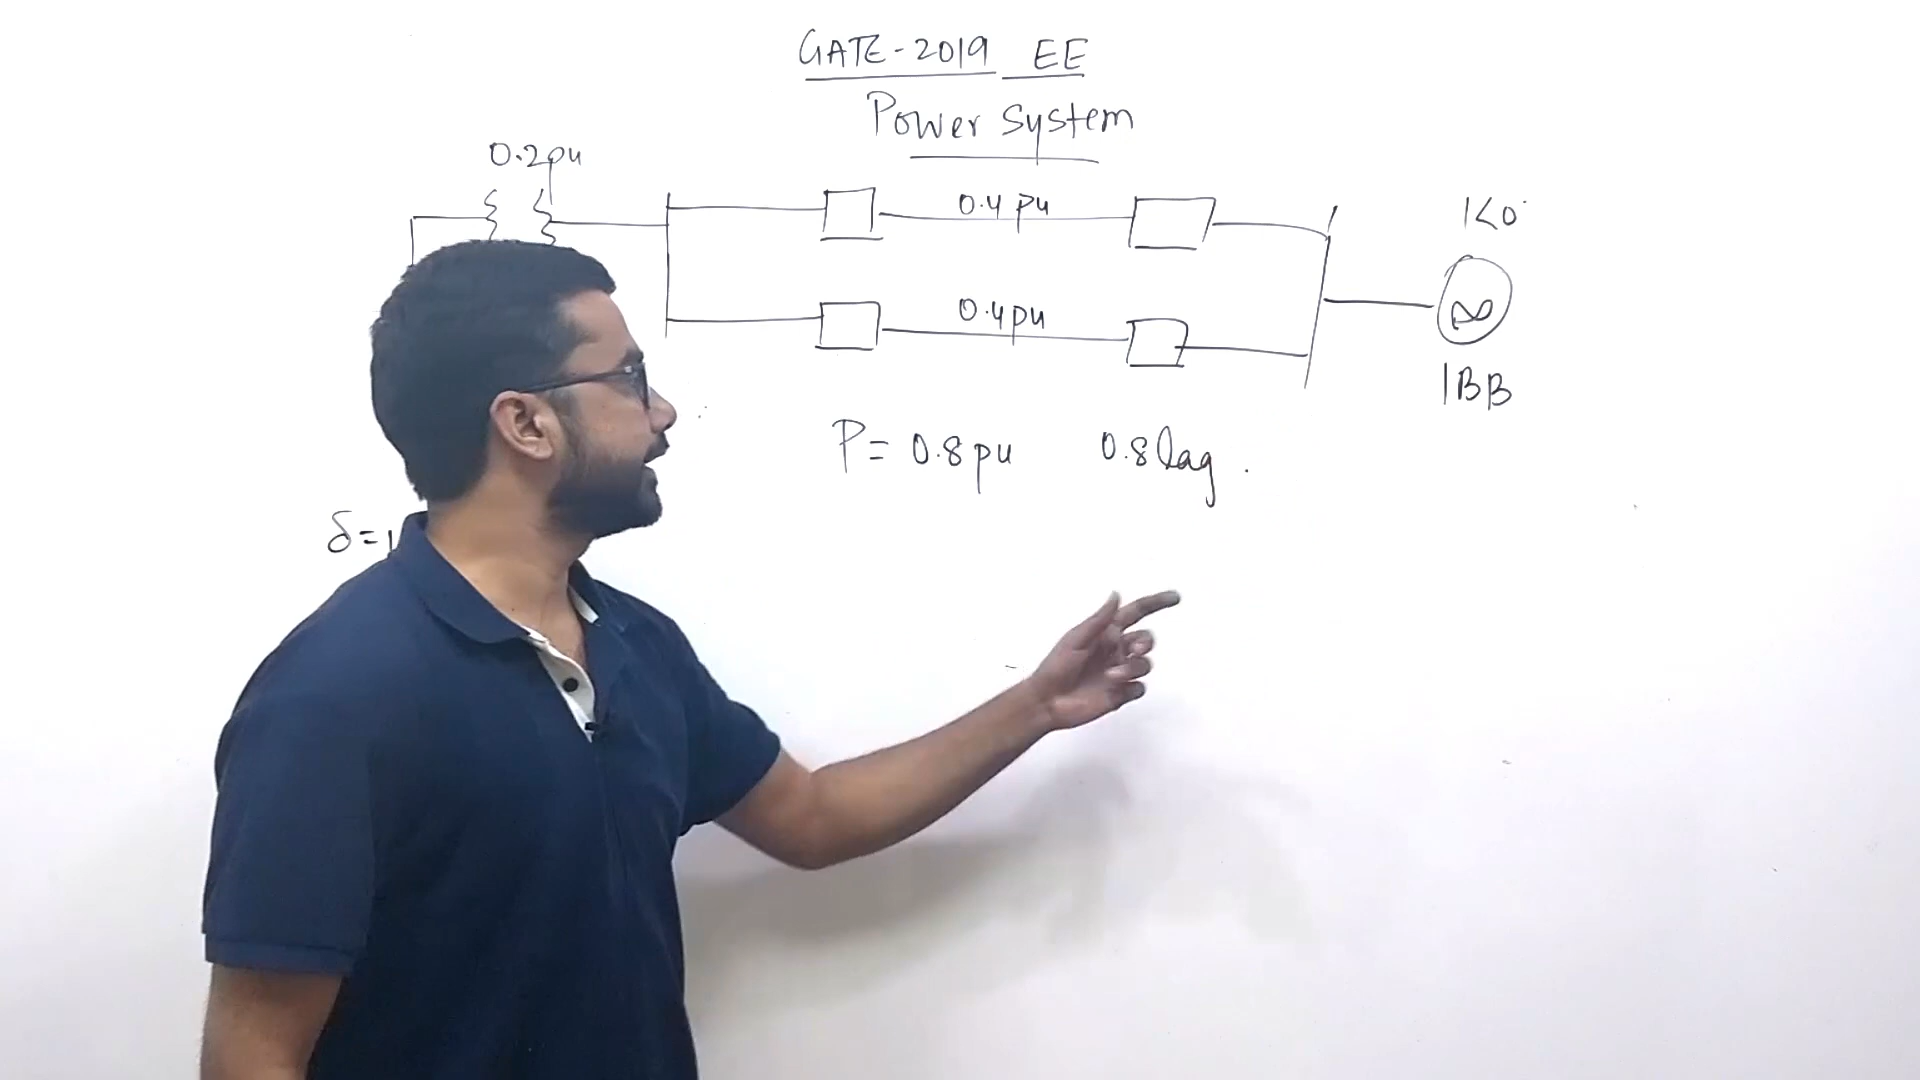 GATE-2019 EE
Power System
0.2pu
0.4 pu
1<0°
0.4pu
∞
IBB
P = 0.8pu 0.8 lag.
δ=